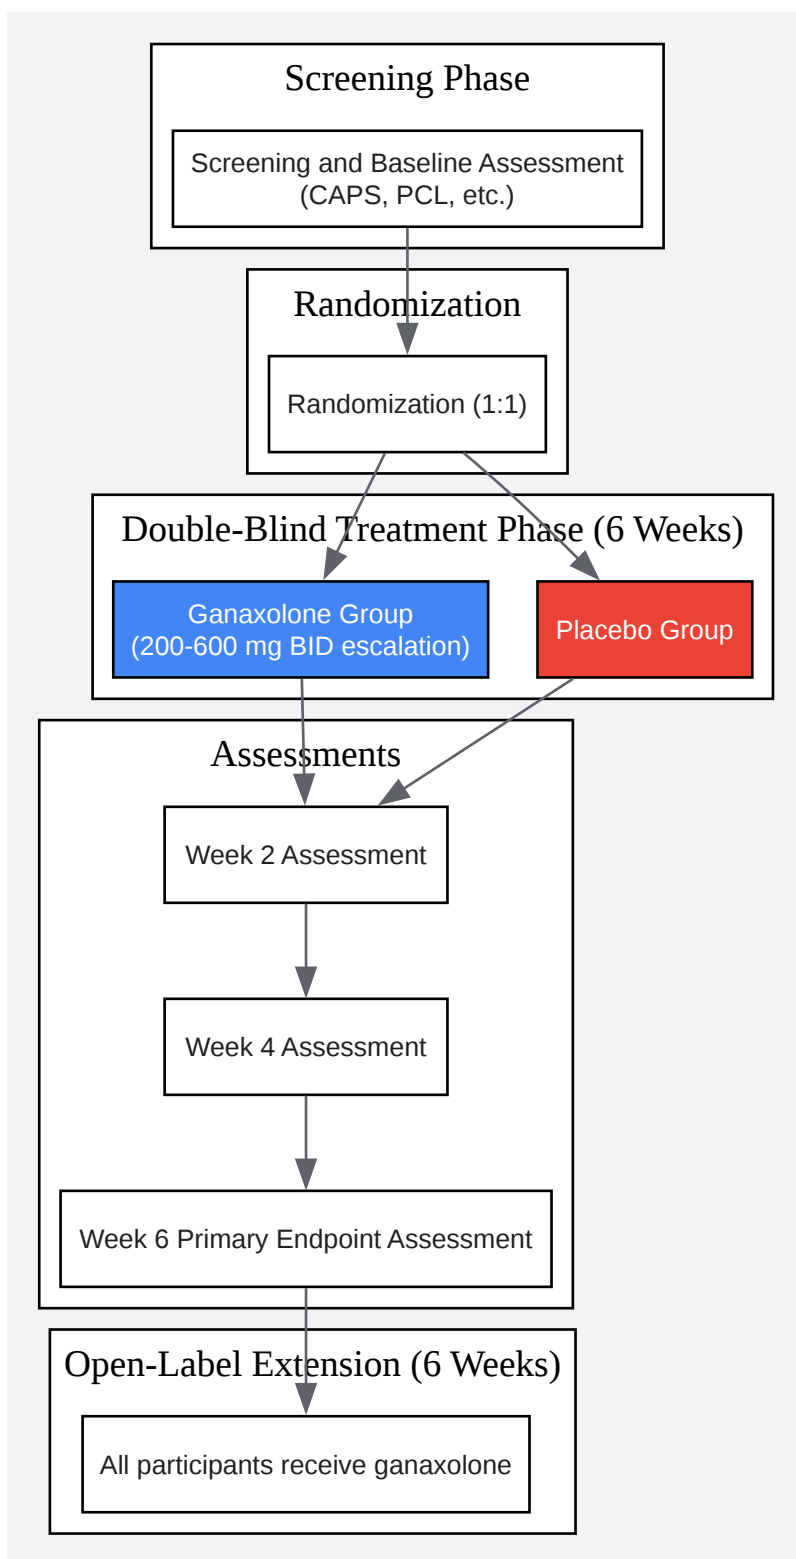 Screening Phase
Screening and Baseline Assessment
(CAPS, PCL, etc.)
Randomization
Randomization (1:1)
Double-Blind Treatment Phase (6 Weeks)
Ganaxolone Group
(200-600 mg BID escalation)
Placebo Group
Assessments
Week 2 Assessment
Week 4 Assessment
Week 6 Primary Endpoint Assessment
Open-Label Extension (6 Weeks)
All participants receive ganaxolone